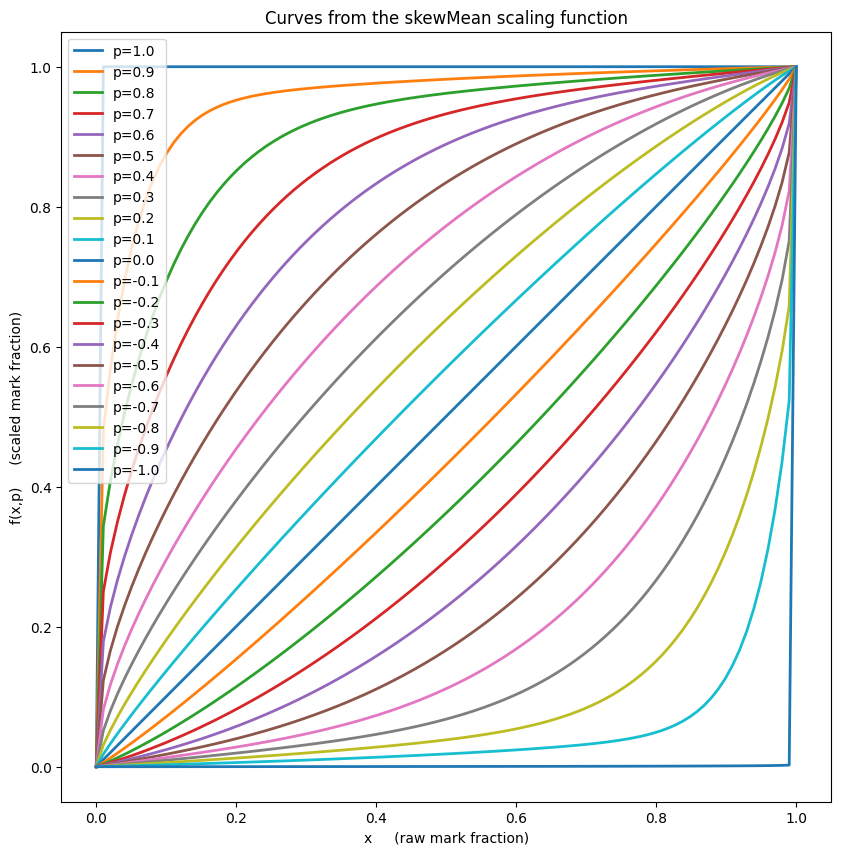 Curves from the skewMean scaling function
p=1.0
p=0.9
p=0.8
p=0.7
p=0.6
p=0.5
p=0.4
p=0.3
p=0.2
p=0.1
p=0.0
p=-0.1
p=-0.2
p=-0.3
p=-0.4
p=-0.5
p=-0.6
p=-0.7
p=-0.8
p=-0.9
p=-1.0
1.0
0.8
0.6
0.4
0.2
0.0
f(x,p) (scaled mark fraction)
0.0 0.2 0.4 0.6 0.8 1.0
x (raw mark fraction)